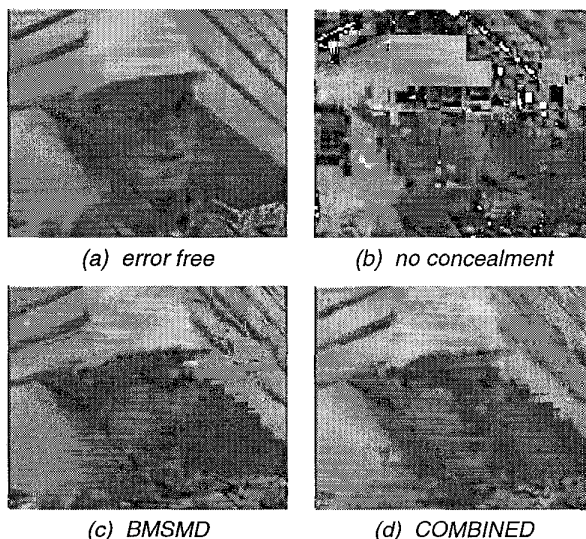 (a) error free
(b) no concealment
(c) BMSMD
(d) COMBINED